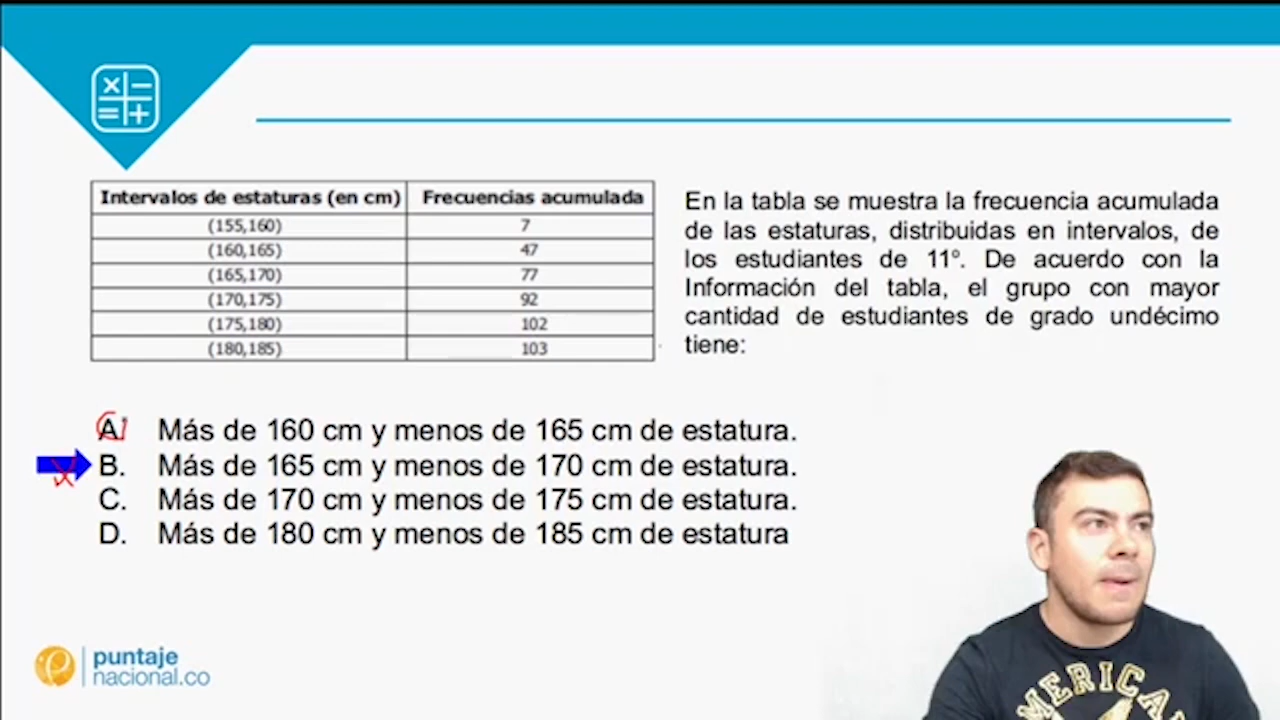 Intervalos de estaturas (en cm) Frecuencias acumulada
(155,160) 7
(160,165) 47
(165,170) 77
(170,175) 92
(175,180) 102
(180,185) 103
En la tabla se muestra la frecuencia acumulada
de las estaturas, distribuidas en intervalos, de
los estudiantes de 11°. De acuerdo con la
Información del tabla, el grupo con mayor
cantidad de estudiantes de grado undécimo
tiene:
A. Más de 160 cm y menos de 165 cm de estatura.
B. Más de 165 cm y menos de 170 cm de estatura.
C. Más de 170 cm y menos de 175 cm de estatura.
D. Más de 180 cm y menos de 185 cm de estatura
puntaje
nacional.co
MERICA